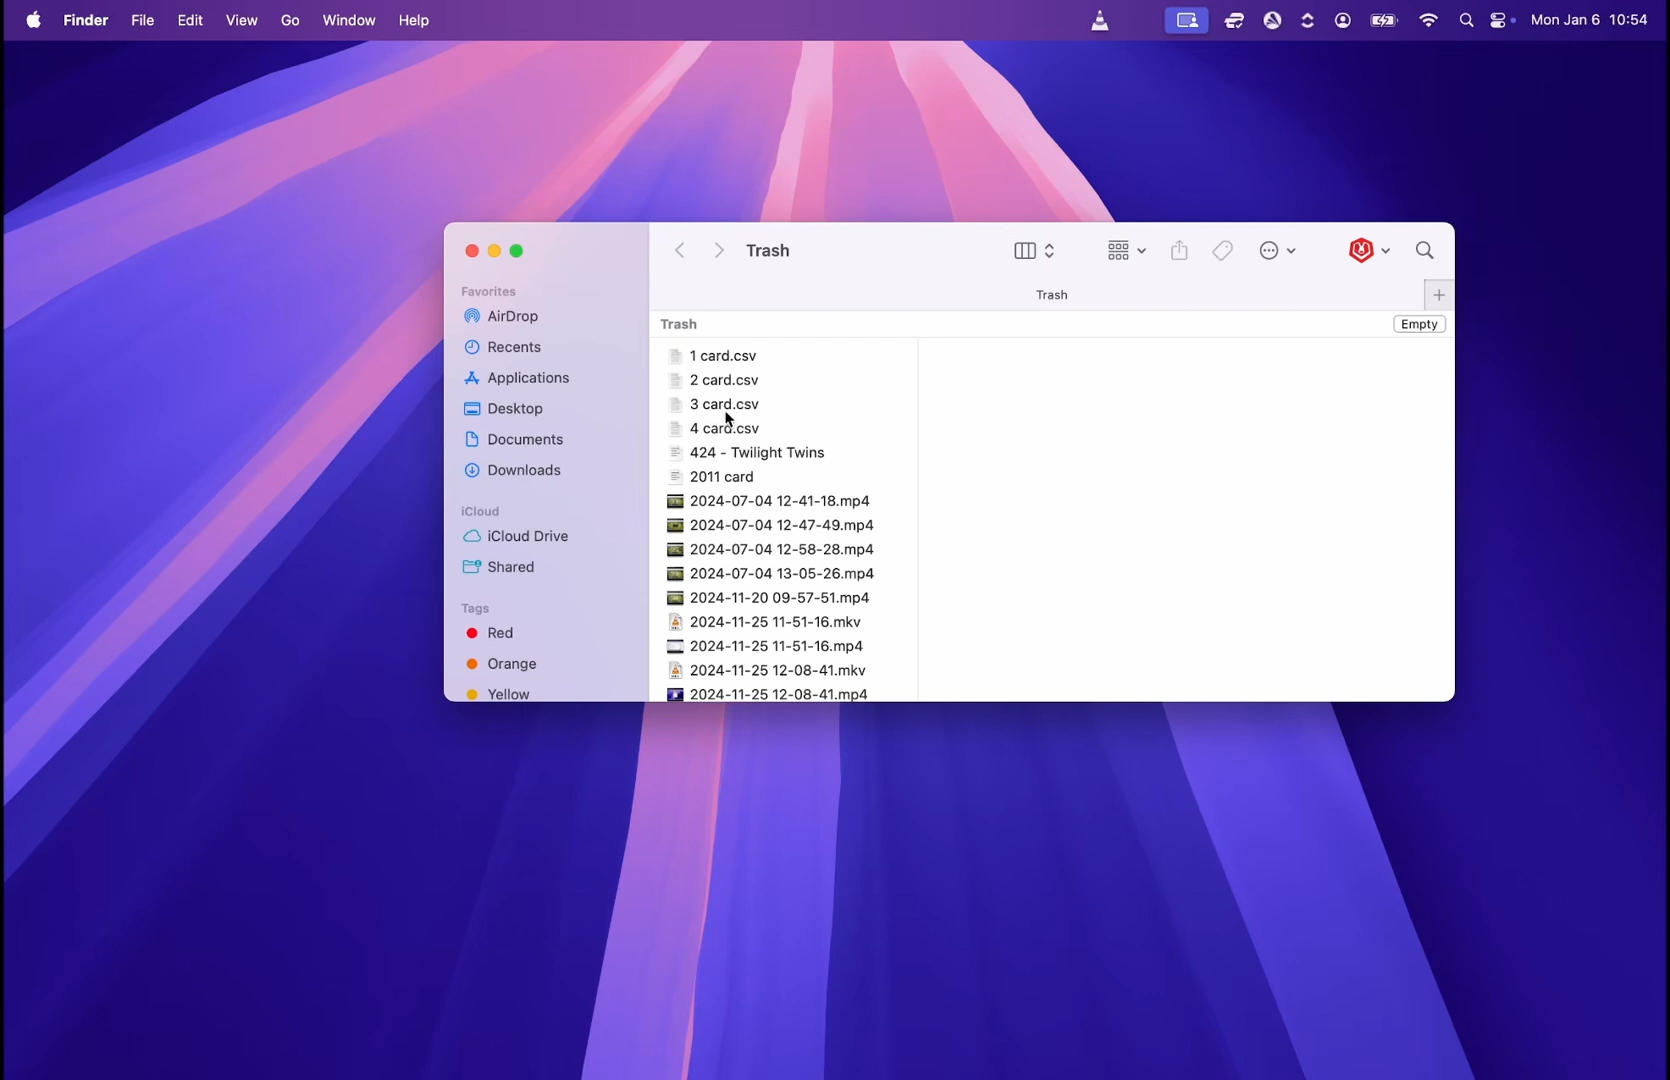 Finder File Edit View Go Window Help Mon Jan 6 10:54
Trash
Trash
Trash Empty
Favorites
AirDrop
Recents
Applications
Desktop
Documents
Downloads
iCloud
iCloud Drive
Shared
Tags
Red
Orange
Yellow
1 card.csv
2 card.csv
3 card.csv
4 card.csv
424 - Twilight Twins
2011 card
2024-07-04 12-41-18.mp4
2024-07-04 12-47-49.mp4
2024-07-04 12-58-28.mp4
2024-07-04 13-05-26.mp4
2024-11-20 09-57-51.mp4
2024-11-25 11-51-16.mkv
2024-11-25 11-51-16.mp4
2024-11-25 12-08-41.mkv
2024-11-25 12-08-41.mp4